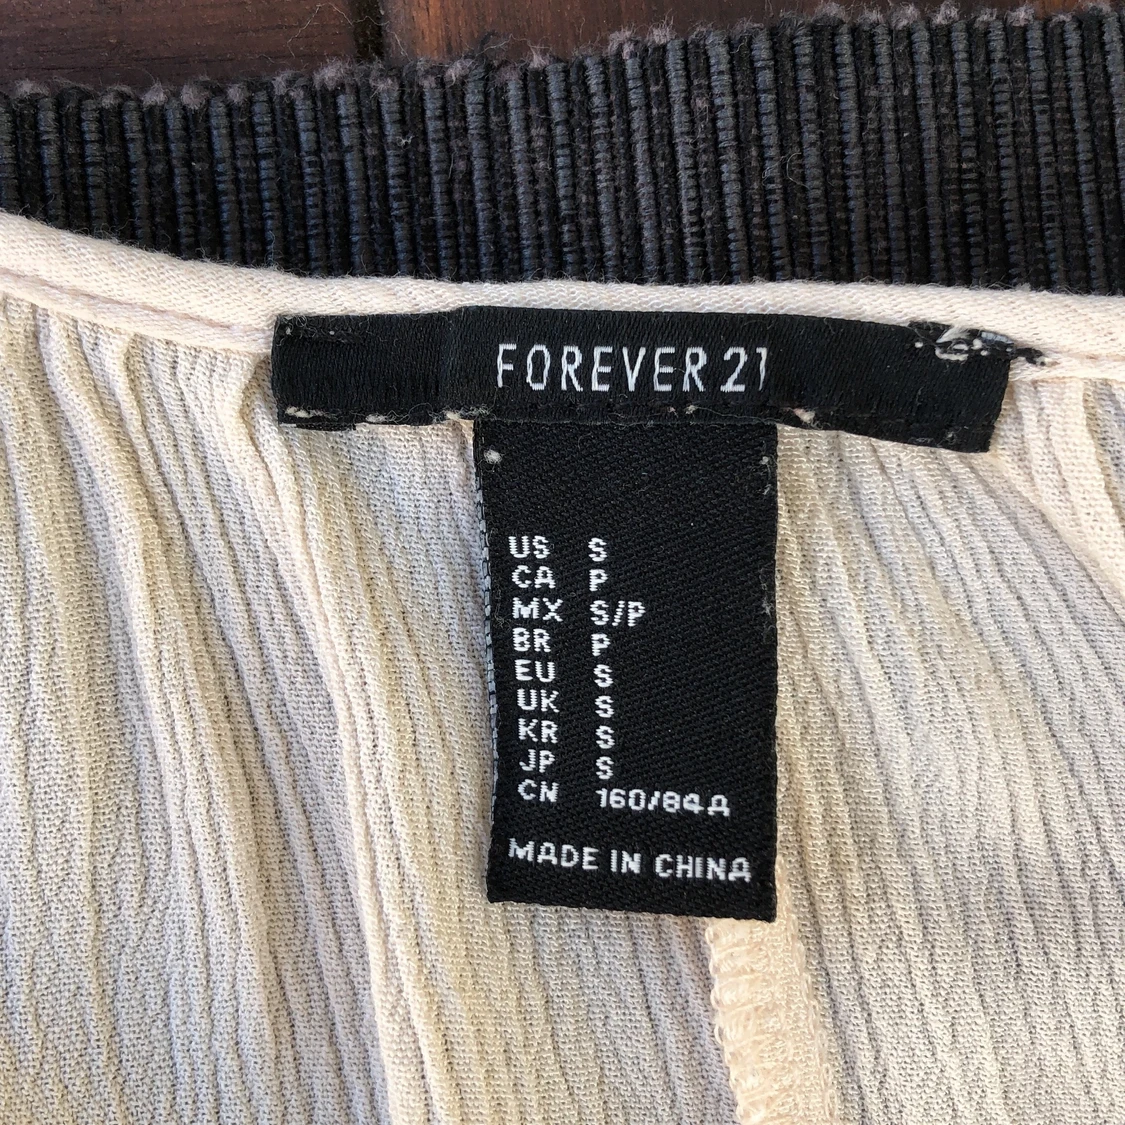 FOREVER 21
US S
CA P
MX S/P
BR P
EU S
UK S
KR S
JP S
CN 160/84A
MADE IN CHINA